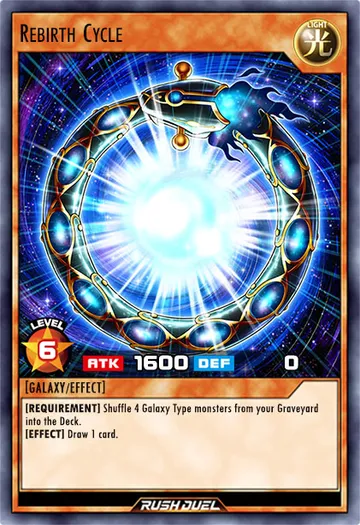 Rebirth Cycle
LIGHT
光
LEVEL
6
ATK 1600 DEF 0
[GALAXY/EFFECT]
[REQUIREMENT] Shuffle 4 Galaxy Type monsters from your Graveyard
into the Deck.
[EFFECT] Draw 1 card.
RUSH DUEL